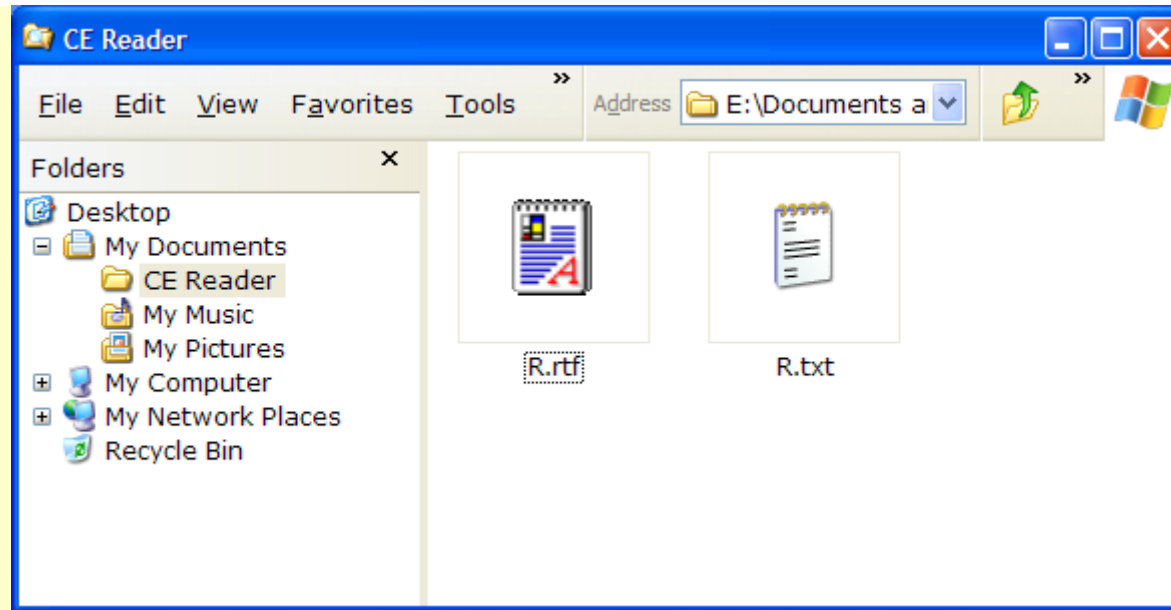 CE Reader
File Edit View Favorites Tools » Address E:\Documents a »
Folders x
Desktop
My Documents
CE Reader
My Music
My Pictures
My Computer
My Network Places
Recycle Bin
R.rtf R.txt